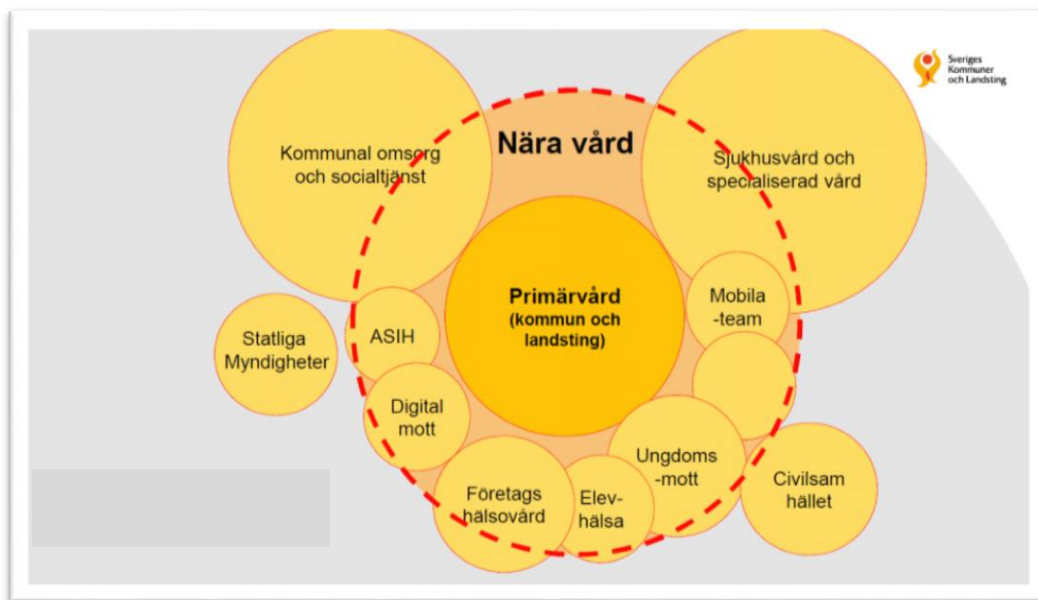 Sveriges
Kommuner
och Landsting
Nära vård
Kommunal omsorg
och socialtjänst
Sjukhusvård och
specialiserad vård
Primärvård
(kommun och
landsting)
Mobila
-team
Statliga
Myndigheter
ASIH
Digital
mott
Företags
hälsovård
Elev-
hälsa
Ungdoms
-mott
Civilsam
hället